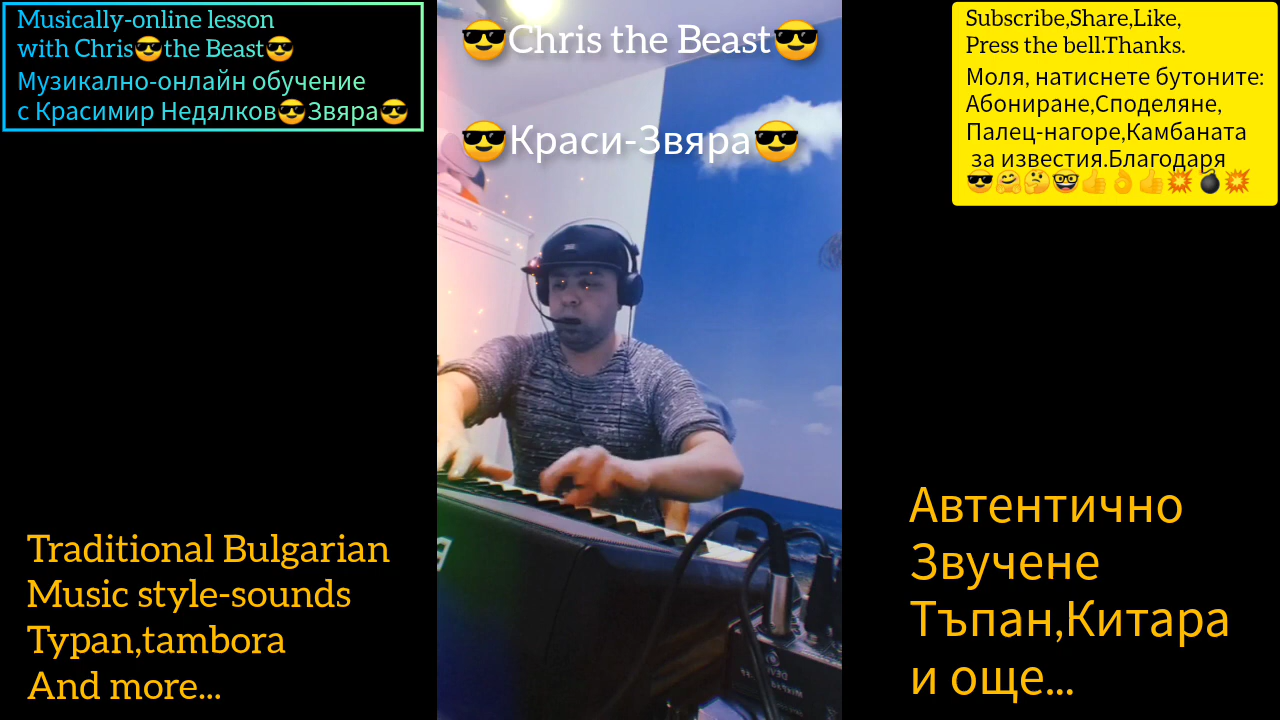 Musically-online lesson
with Chris😎the Beast😎
Музикално-онлайн обучение
с Красимир Недялков😎Звяра😎
😎Chris the Beast😎
😎Краси-Звяра😎
Subscribe,Share,Like,
Press the bell.Thanks.
Моля, натиснете бутоните:
Абониране,Споделяне,
Палец-нагоре,Камбаната
за известия.Благодаря
😎🤗🤔🤓👍👌👍💥💣💥
Traditional Bulgarian
Music style-sounds
Typan,tambora
And more...
Автентично
Звучене
Тъпан,Китара
и още...